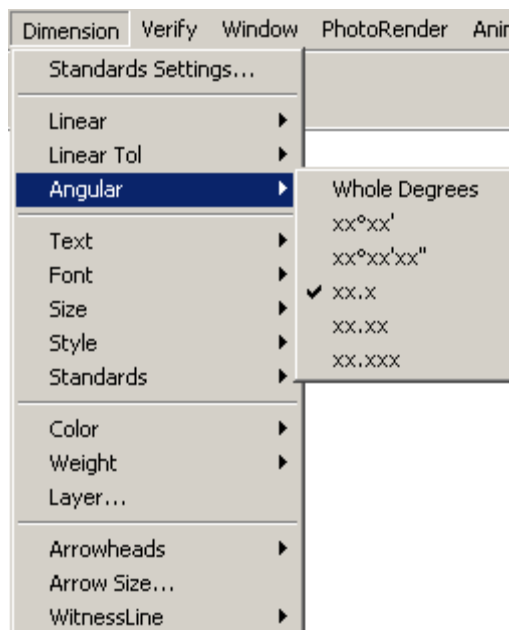 Dimension Verify Window PhotoRender
Standards Settings...
Linear
Linear Tol
Angular
Text
Font
Size
Style
Standards
Color
Weight
Layer...
Arrowheads
Arrow Size...
WitnessLine
Whole Degrees
xx°xx'
xx°xx'xx"
xx.x
xx.xx
xx.xxx